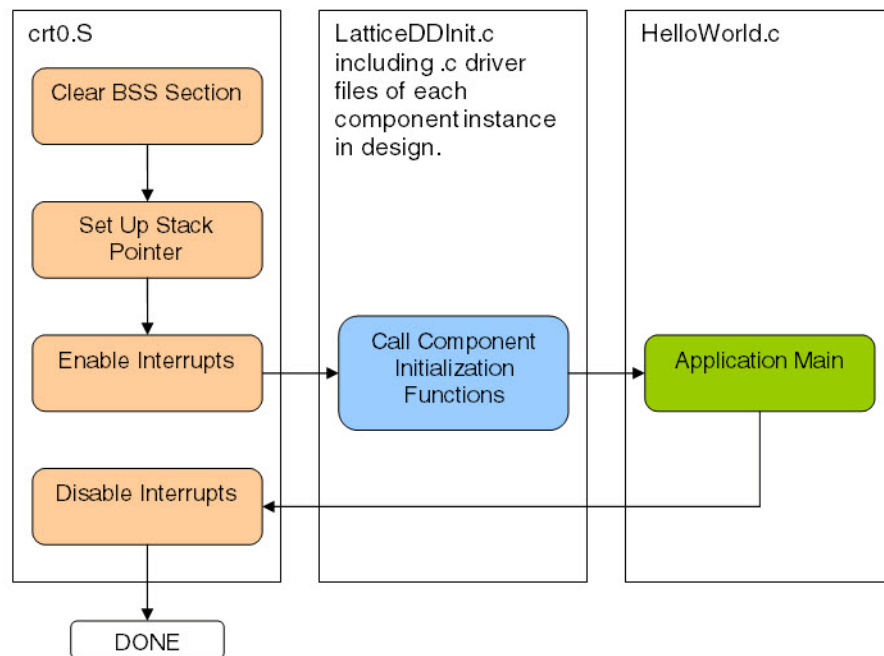 crt0.S
Clear BSS Section
Set Up Stack
Pointer
Enable Interrupts
Disable Interrupts
DONE
LatticeDDInit.c
including .c driver
files of each
component instance
in design.
Call Component
Initialization
Functions
HelloWorld.c
Application Main